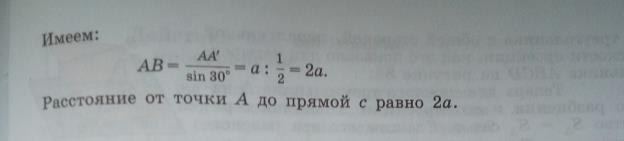 Имеем:
AB = AA′ / sin 30° = a : 1/2 = 2a.
Расстояние от точки A до прямой c равно 2a.